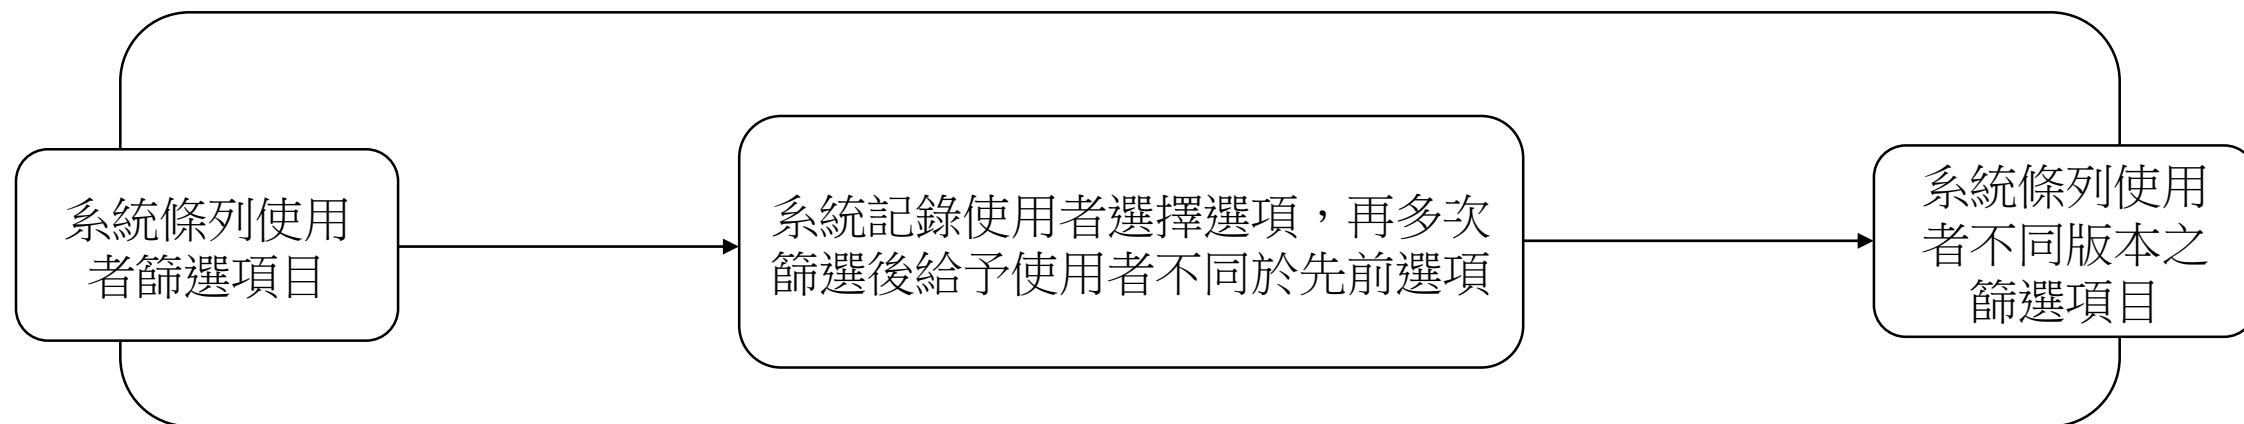 系統條列使用
者篩選項目
系統記錄使用者選擇選項，再多次
篩選後給予使用者不同於先前選項
系統條列使用
者不同版本之
篩選項目